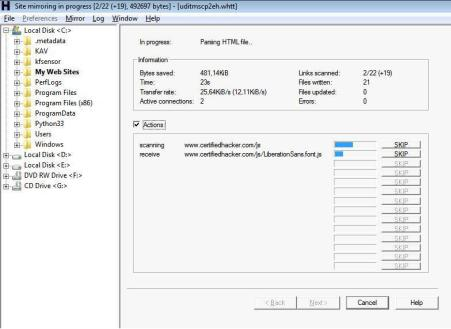 Site mirroring in progress [2/22 (+19), 492697 bytes] - [uditmscp2eh.whtt]
File Preferences Mirror Log Window Help
Local Disk <C:>
.metadata
KAV
kfsensor
My Web Sites
PerfLogs
Program Files
Program Files (x86)
ProgramData
Python33
Users
Windows
Local Disk <D:>
Local Disk <E:>
DVD RW Drive <F:>
CD Drive <G:>
In progress: Parsing HTML file..
Information
Bytes saved: 481,14KiB Links scanned: 2/22 (+19)
Time: 23s Files written: 21
Transfer rate: 25,64KiB/s (12,11KiB/s) Files updated: 0
Active connections: 2 Errors: 0
Actions:
scanning www.certifiedhacker.com/js SKIP
receive www.certifiedhacker.com/js/LiberationSans.font.js SKIP
SKIP
SKIP
SKIP
SKIP
SKIP
SKIP
SKIP
SKIP
SKIP
SKIP
SKIP
SKIP
< Back Next > Cancel Help